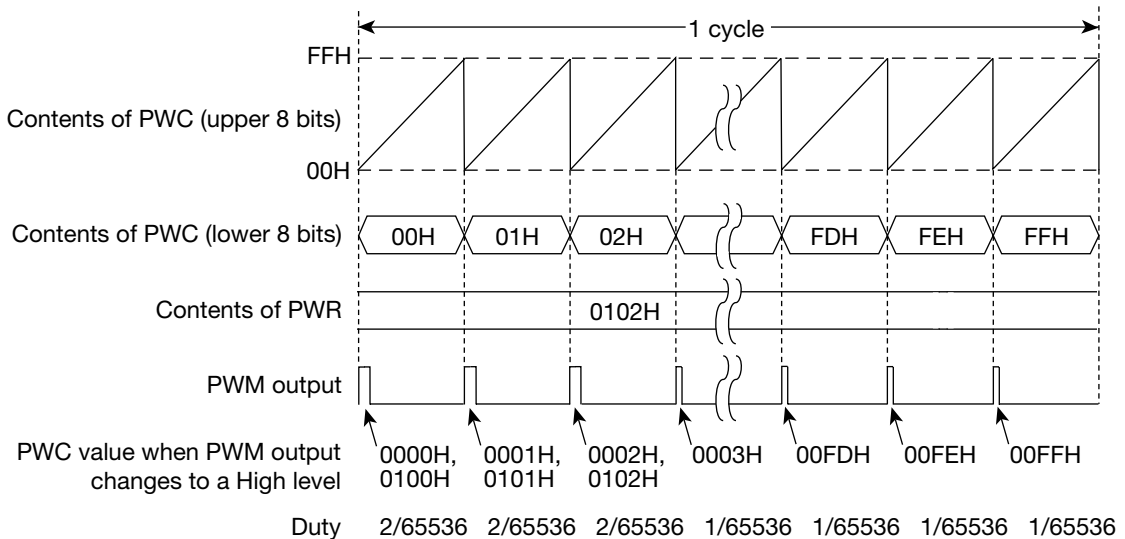 1 cycle
FFH
Contents of PWC (upper 8 bits)
00H
Contents of PWC (lower 8 bits) 00H 01H 02H FDH FEH FFH
Contents of PWR 0102H
PWM output
PWC value when PWM output 0000H, 0001H, 0002H, 0003H 00FDH 00FEH 00FFH
changes to a High level 0100H 0101H 0102H
Duty 2/65536 2/65536 2/65536 1/65536 1/65536 1/65536 1/65536